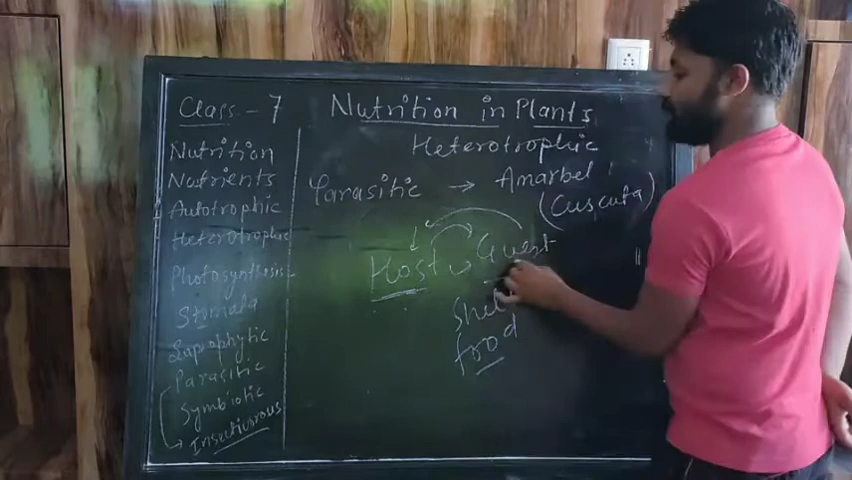 Class - 7
Nutrition
Nutrients
Autotrophic
Heterotrophic
Photosynthesis
Stomata
Saprophytic
Parasitic
Symbiotic
Insectivorous
Nutrition in Plants
Heterotrophic
Parasitic → Amarbel
(Cuscuta)
Host Guest
food